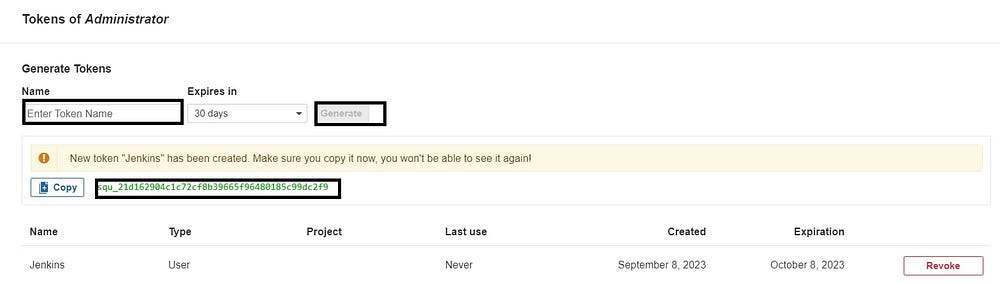 Tokens of Administrator
Generate Tokens
Name Expires in
Enter Token Name 30 days Generate
New token "Jenkins" has been created. Make sure you copy it now, you won't be able to see it again!
Copy squ_21d162904c1c72cf8b39665f96480185c99dc2f9
Name Type Project Last use Created Expiration
Jenkins User Never September 8, 2023 October 8, 2023 Revoke